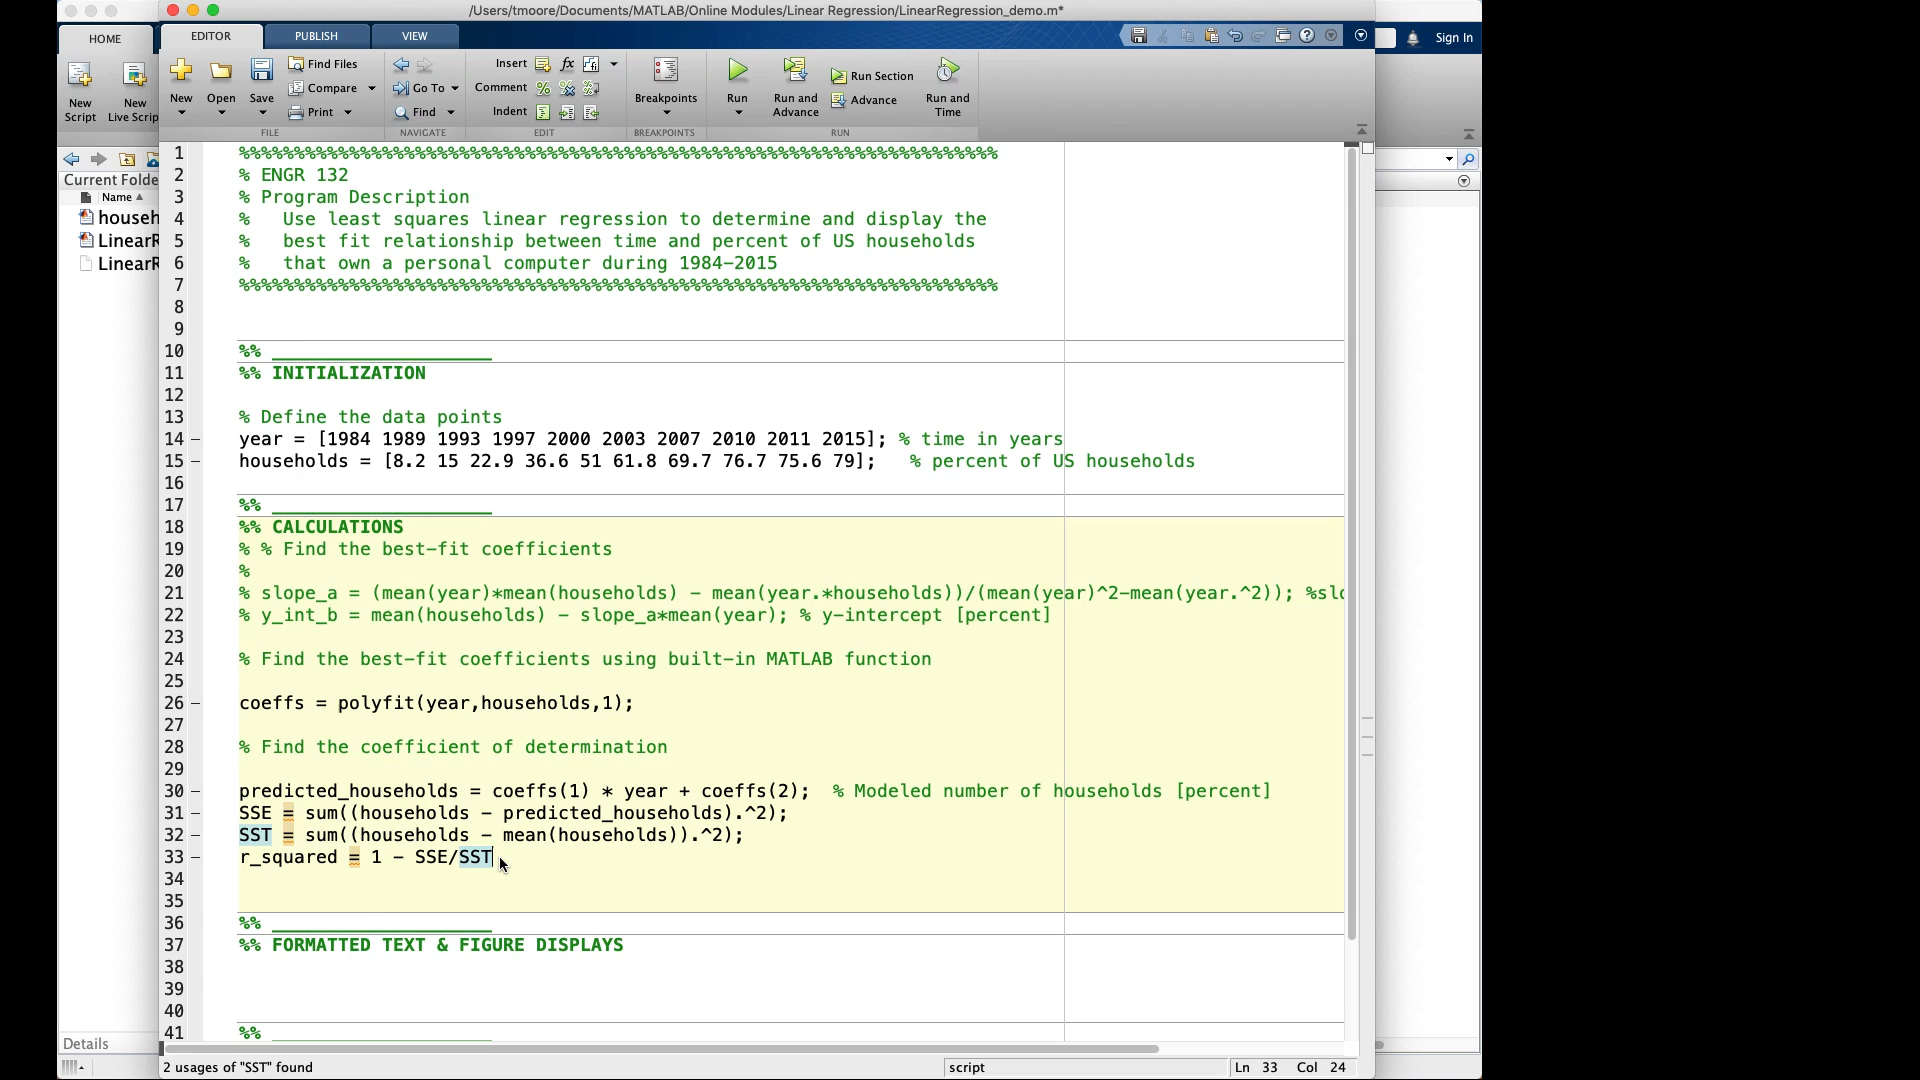 /Users/tmoore/Documents/MATLAB/Online Modules/Linear Regression/LinearRegression_demo.m*
HOME
EDITOR
PUBLISH
VIEW
Sign In
New Script
New Live Scrip
New
Open
Save
Find Files
Compare
Print
Go To
Find
Insert
Comment
Indent
fx
Breakpoints
Run
Run and Advance
Run Section
Advance
Run and Time
FILE
NAVIGATE
EDIT
BREAKPOINTS
RUN
Current Folde
Name
househ
LinearR
LinearR
Details
1 %%%%%%%%%%%%%%%%%%%%%%%%%%%%%%%%%%%%%%%%%%%%%%%%%%%%%%%%%%%%%%%%%%%%%
2 % ENGR 132
3 % Program Description
4 %   Use least squares linear regression to determine and display the
5 %   best fit relationship between time and percent of US households
6 %   that own a personal computer during 1984-2015
7 %%%%%%%%%%%%%%%%%%%%%%%%%%%%%%%%%%%%%%%%%%%%%%%%%%%%%%%%%%%%%%%%%%%%%
8
9
10 %% ____________________
11 %% INITIALIZATION
12
13 % Define the data points
14 – year = [1984 1989 1993 1997 2000 2003 2007 2010 2011 2015]; % time in years
15 – households = [8.2 15 22.9 36.6 51 61.8 69.7 76.7 75.6 79];   % percent of US households
16
17 %% ____________________
18 %% CALCULATIONS
19 % % Find the best-fit coefficients
20 %
21 % slope_a = (mean(year)*mean(households) - mean(year.*households))/(mean(year)^2-mean(year.^2)); %slo
22 % y_int_b = mean(households) - slope_a*mean(year); % y-intercept [percent]
23
24 % Find the best-fit coefficients using built-in MATLAB function
25
26 – coeffs = polyfit(year,households,1);
27
28 % Find the coefficient of determination
29
30 – predicted_households = coeffs(1) * year + coeffs(2);  % Modeled number of households [percent]
31 – SSE = sum((households - predicted_households).^2);
32 – SST = sum((households - mean(households)).^2);
33 – r_squared = 1 - SSE/SST
34
35
36 %% ____________________
37 %% FORMATTED TEXT & FIGURE DISPLAYS
38
39
40
41 %% ____________________
2 usages of "SST" found
script
Ln 33 Col 24